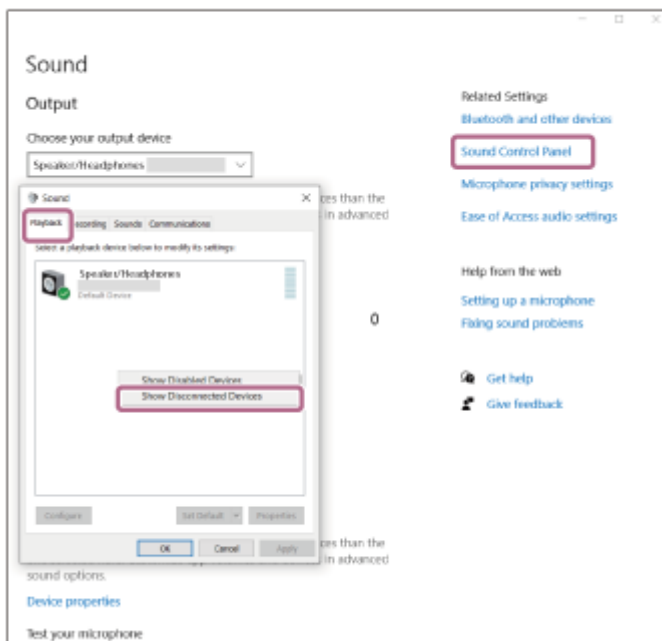 Sound
Output
Choose your output device
Speaker/Headphones
Sound
Playback Recording Sounds Communications
Select a playback device below to modify its settings:
Speaker/Headphones
Default Device
Show Disabled Devices
Show Disconnected Devices
Configure Set Default Properties
OK Cancel Apply
ces than the
in advanced
0
ces than the
in advanced
sound options.
Device properties
Test your microphone
Related Settings
Bluetooth and other devices
Sound Control Panel
Microphone privacy settings
Ease of Access audio settings
Help from the web
Setting up a microphone
Fixing sound problems
Get help
Give feedback